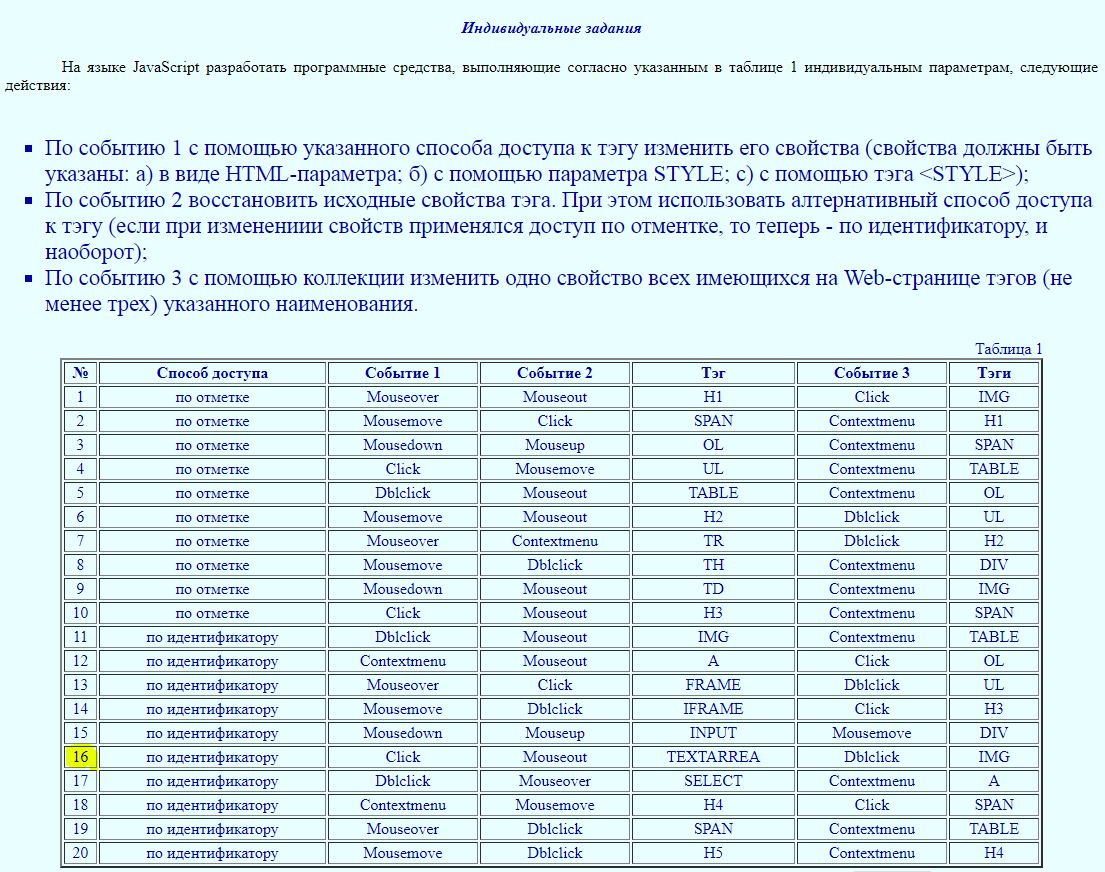 Индивидуальные задания
На языке JavaScript разработать программные средства, выполняющие согласно указанным в таблице 1 индивидуальным параметрам, следующие
действия:
По событию 1 с помощью указанного способа доступа к тэгу изменить его свойства (свойства должны быть
указаны: а) в виде HTML-параметра; б) с помощью параметра STYLE; с) с помощью тэга <STYLE>);
По событию 2 восстановить исходные свойства тэга. При этом использовать алтернативный способ доступа
к тэгу (если при изменениии свойств применялся доступ по отментке, то теперь - по идентификатору, и
наоборот);
По событию 3 с помощью коллекции изменить одно свойство всех имеющихся на Web-странице тэгов (не
менее трех) указанного наименования.
Таблица 1
№ Способ доступа Событие 1 Событие 2 Тэг Событие 3 Тэги
1 по отметке Mouseover Mouseout H1 Click IMG
2 по отметке Mousemove Click SPAN Contextmenu H1
3 по отметке Mousedown Mouseup OL Contextmenu SPAN
4 по отметке Click Mousemove UL Contextmenu TABLE
5 по отметке Dblclick Mouseout TABLE Contextmenu OL
6 по отметке Mousemove Mouseout H2 Dblclick UL
7 по отметке Mouseover Contextmenu TR Dblclick H2
8 по отметке Mousemove Dblclick TH Contextmenu DIV
9 по отметке Mousedown Mouseout TD Contextmenu IMG
10 по отметке Click Mouseout H3 Contextmenu SPAN
11 по идентификатору Dblclick Mouseout IMG Contextmenu TABLE
12 по идентификатору Contextmenu Mouseout A Click OL
13 по идентификатору Mouseover Click FRAME Dblclick UL
14 по идентификатору Mousemove Dblclick IFRAME Click H3
15 по идентификатору Mousedown Mouseup INPUT Mousemove DIV
16 по идентификатору Click Mouseout TEXTARREA Dblclick IMG
17 по идентификатору Dblclick Mouseover SELECT Contextmenu A
18 по идентификатору Contextmenu Mousemove H4 Click SPAN
19 по идентификатору Mouseover Dblclick SPAN Contextmenu TABLE
20 по идентификатору Mousemove Dblclick H5 Contextmenu H4